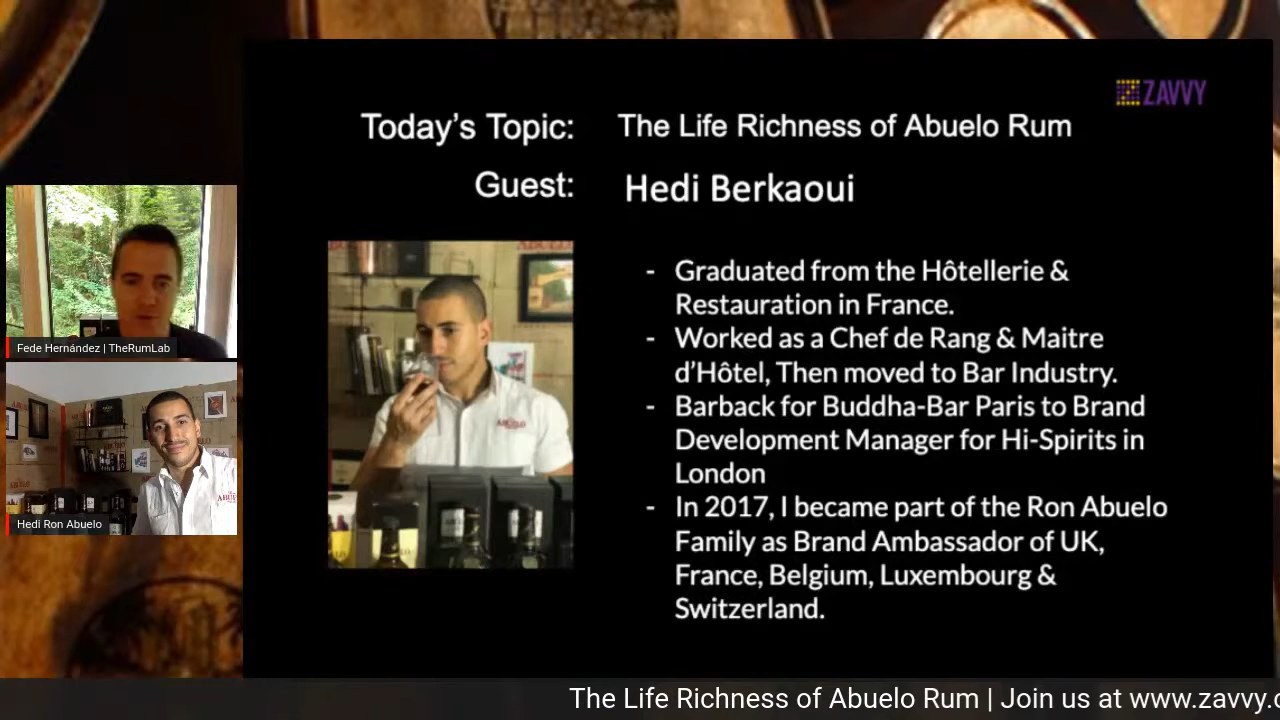 ZAVVY
Today's Topic:
The Life Richness of Abuelo Rum
Guest:
Hedi Berkaoui
- Graduated from the Hôtellerie &
Restauration in France.
- Worked as a Chef de Rang & Maitre
d'Hôtel, Then moved to Bar Industry.
- Barback for Buddha-Bar Paris to Brand
Development Manager for Hi-Spirits in
London
- In 2017, I became part of the Ron Abuelo
Family as Brand Ambassador of UK,
France, Belgium, Luxembourg &
Switzerland.
Fede Hernández | TheRumLab
Hedi Ron Abuelo
The Life Richness of Abuelo Rum | Join us at www.zavvy.